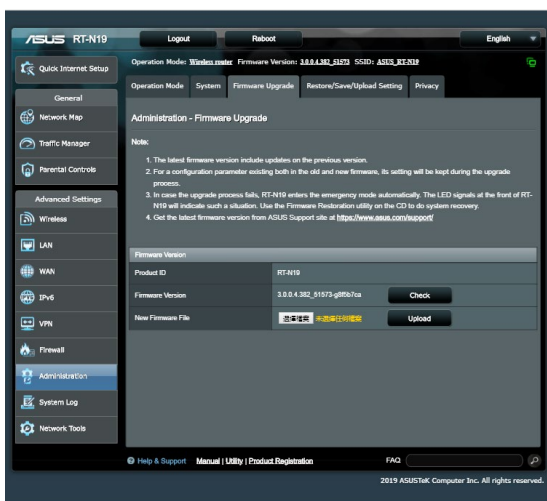 ASUS RT-N19 Logout Reboot English
Quick Internet Setup
General
Network Map
Traffic Manager
Parental Controls
Advanced Settings
Wireless
LAN
WAN
IPv6
VPN
Firewall
Administration
System Log
Network Tools
Operation Mode: Wireless router Firmware Version: 3.0.0.4.382_51573 SSID: ASUS_RT-N19
Operation Mode System Firmware Upgrade Restore/Save/Upload Setting Privacy
Administration - Firmware Upgrade
Note:
1. The latest firmware version include updates on the previous version.
2. For a configuration parameter existing both in the old and new firmware, its setting will be kept during the upgrade
process.
3. In case the upgrade process fails, RT-N19 enters the emergency mode automatically. The LED signals at the front of RT-
N19 will indicate such a situation. Use the Firmware Restoration utility on the CD to do system recovery.
4. Get the latest firmware version from ASUS Support site at https://www.asus.com/support/
Firmware Version
Product ID RT-N19
Firmware Version 3.0.0.4.382_51573-g8f5b7ca Check
New Firmware File 選擇檔案 未選擇任何檔案 Upload
Help & Support Manual | Utility | Product Registration FAQ
2019 ASUSTeK Computer Inc. All rights reserved.